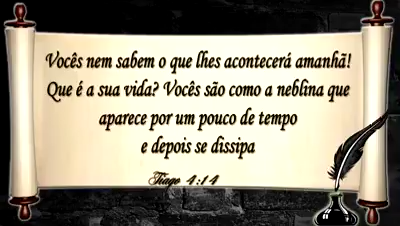 Vocês nem sabem o que lhes acontecerá amanhã!
Que é a sua vida? Vocês são como a neblina que
aparece por um pouco de tempo
e depois se dissipa
Tiago 4:14